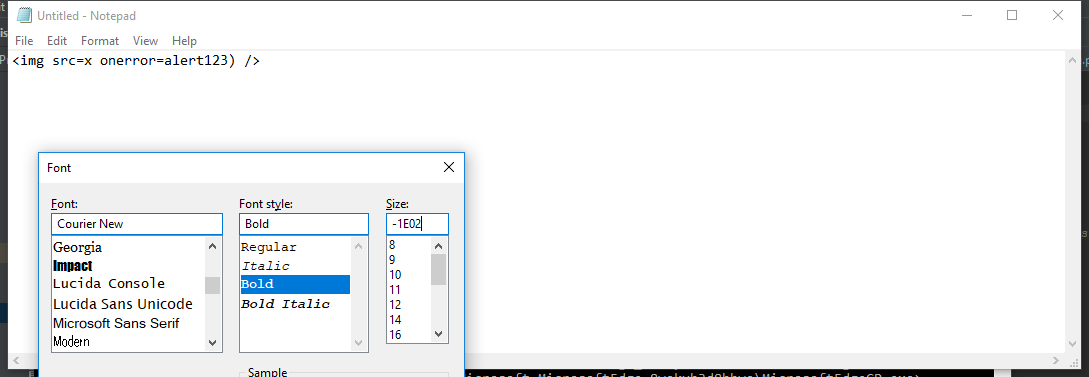 Untitled - Notepad
File Edit Format View Help
<img src=x onerror=alert123) />
Font
Font: Font style: Size:
Courier New Bold -1E02
Georgia Regular 8
Impact Italic 9
Lucida Console Bold 10
Lucida Sans Unicode Bold Italic 11
Microsoft Sans Serif 12
Modern 14
16
Sample